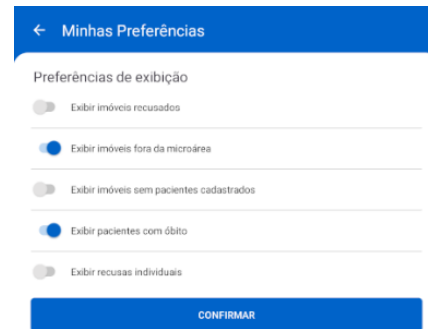 Minhas Preferências
Preferências de exibição
Exibir imóveis recusados
Exibir imóveis fora da microárea
Exibir imóveis sem pacientes cadastrados
Exibir pacientes com óbito
Exibir recusas individuais
CONFIRMAR